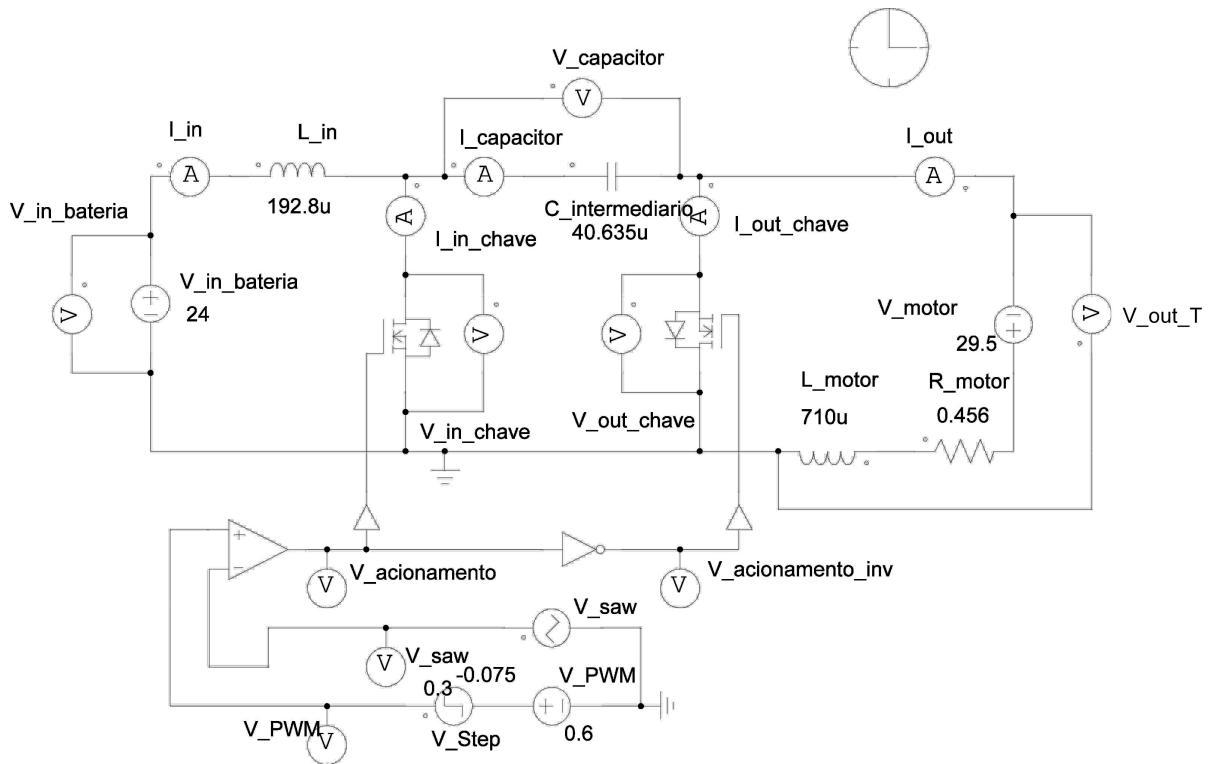 V_capacitor
V
I_in
L_in
I_capacitor
I_out
A
A
A
192.8u
C_intermediario
40.635u
V_in_bateria
A
A
I_in_chave
I_out_chave
V_in_bateria
24
V
V
V
V_motor
29.5
V
V_out_T
L_motor
R_motor
710u
0.456
V_in_chave
V_out_chave
V_acionamento
V
V_acionamento_inv
V
V_saw
V
V_saw
-0.075
0.3
V_PWM
V_PWM
V
V_Step
0.6